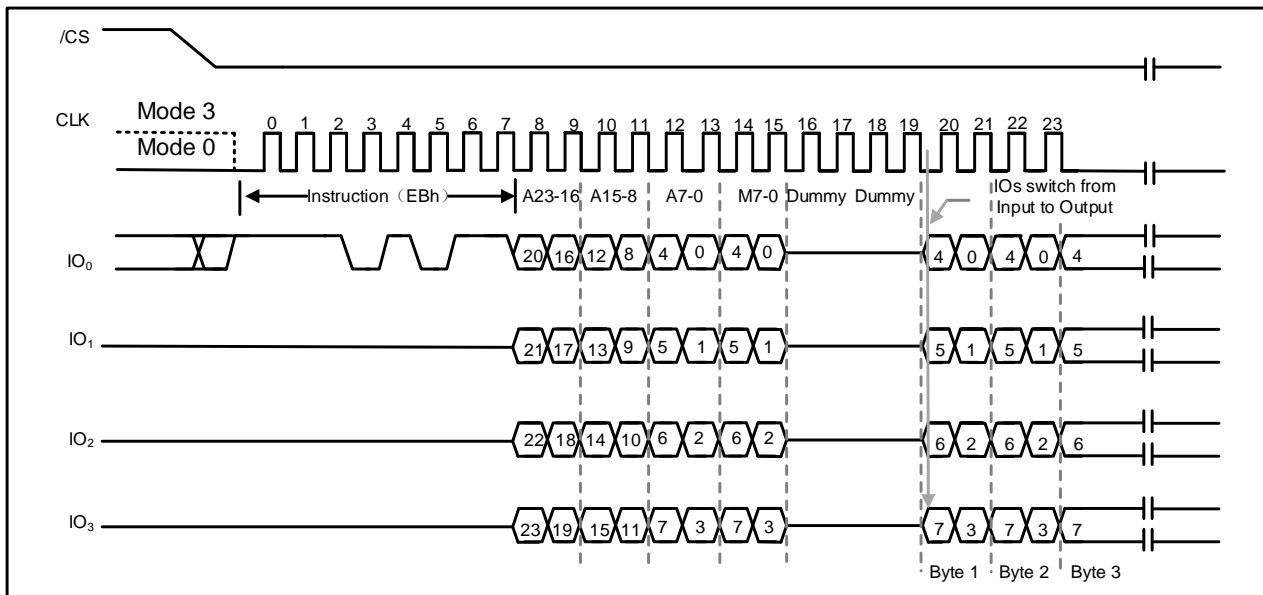 /CS
Mode 3
CLK
Mode 0
0 1 2 3 4 5 6 7 8 9 10 11 12 13 14 15 16 17 18 19 20 21 22 23
Instruction（EBh） A23-16 A15-8 A7-0 M7-0 Dummy Dummy
IOs switch from
Input to Output
IO₀ 20 16 12 8 4 0 4 0 4 0 4 0 4
IO₁ 21 17 13 9 5 1 5 1 5 1 5 1 5
IO₂ 22 18 14 10 6 2 6 2 6 2 6 2 6
IO₃ 23 19 15 11 7 3 7 3 7 3 7 3 7
Byte 1 Byte 2 Byte 3